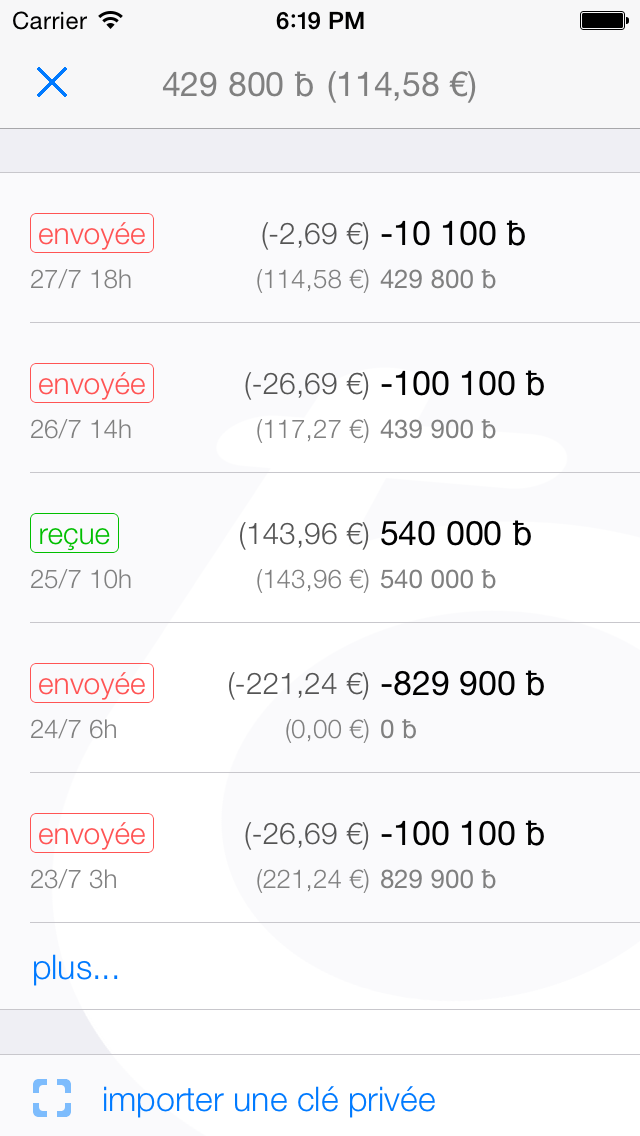 Carrier 6:19 PM
429 800 ƀ (114,58 €)
envoyée (-2,69 €) -10 100 ƀ
27/7 18h (114,58 €) 429 800 ƀ
envoyée (-26,69 €) -100 100 ƀ
26/7 14h (117,27 €) 439 900 ƀ
reçue (143,96 €) 540 000 ƀ
25/7 10h (143,96 €) 540 000 ƀ
envoyée (-221,24 €) -829 900 ƀ
24/7 6h (0,00 €) 0 ƀ
envoyée (-26,69 €) -100 100 ƀ
23/7 3h (221,24 €) 829 900 ƀ
plus...
importer une clé privée